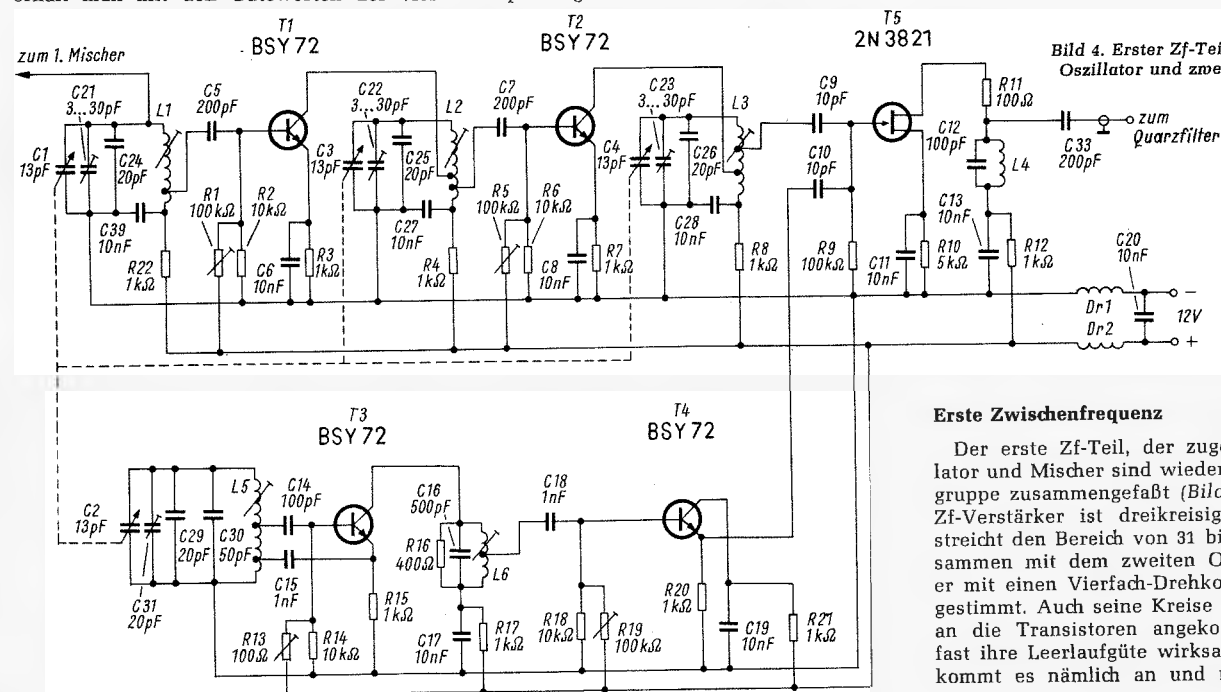 T1
BSY 72
T2
BSY 72
T5
2N 3821
zum 1. Mischer
Bild 4. Erster Zf-Teil
Oszillator und zwe
C21
3...30pF
C5
200pF
L1
C22
3...30pF
L2
C7
200pF
C23
3...30pF
L3
C9
10pF
R11
100Ω
C1
13pF
C24
20pF
C3
13pF
C25
20pF
C4
13pF
C26
20pF
C10
10pF
C12
100pF
L4
C33
200pF
zum
Quarzfilter
C39
10nF
R1
100kΩ
R2
10kΩ
C27
10nF
R5
100kΩ
R6
10kΩ
C28
10nF
C13
10nF
R22
1kΩ
C6
10nF
R3
1kΩ
R4
1kΩ
C8
10nF
R7
1kΩ
R8
1kΩ
R9
100kΩ
C11
10nF
R10
5kΩ
R12
1kΩ
C20
10nF
Dr1
Dr2
−
12V
+
T3
BSY 72
T4
BSY 72
C2
13pF
C31
20pF
C29
20pF
C30
50pF
L5
C14
100pF
C15
1nF
R13
100Ω
R14
10kΩ
R15
1kΩ
C16
500pF
R16
400Ω
L6
C17
10nF
R17
1kΩ
C18
1nF
R18
10kΩ
R19
100kΩ
R20
1kΩ
C19
10nF
R21
1kΩ
Erste Zwischenfrequenz
Der erste Zf-Teil, der zuge
lator und Mischer sind wieder
gruppe zusammengefaßt (Bild
Zf-Verstärker ist dreikreisig
streicht den Bereich von 31 bi
sammen mit dem zweiten O
er mit einen Vierfach-Drehko
gestimmt. Auch seine Kreise
an die Transistoren angeko
fast ihre Leerlaufgüte wirksa
kommt es nämlich an und